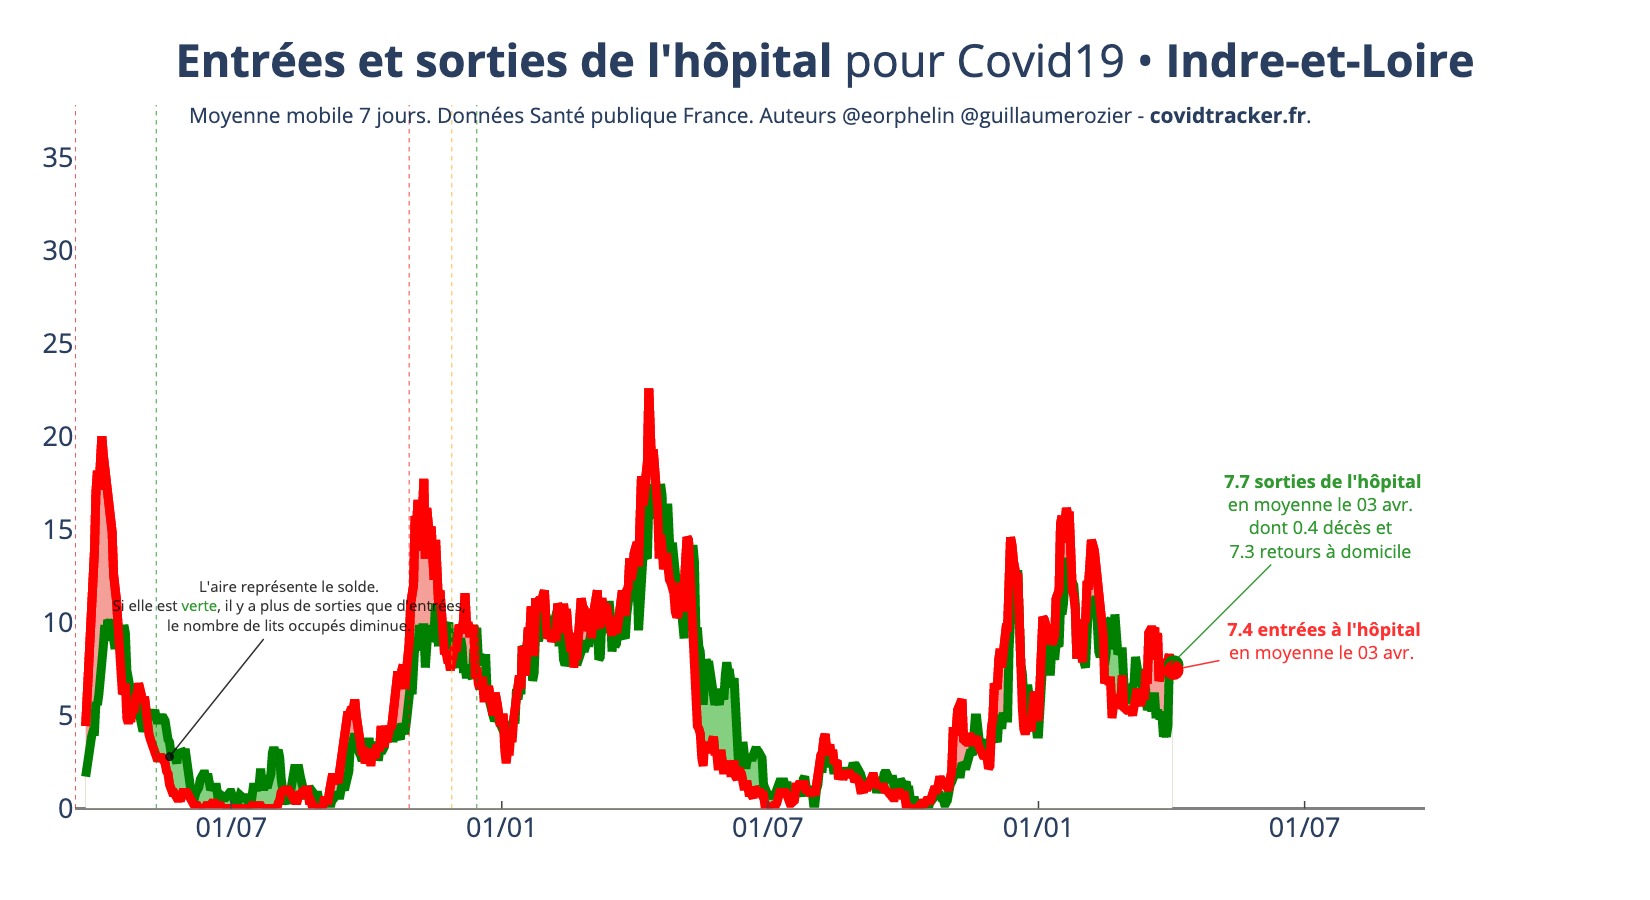 Entrées et sorties de l'hôpital pour Covid19 • Indre-et-Loire
Moyenne mobile 7 jours. Données Santé publique France. Auteurs @eorphelin @guillaumerozier - covidtracker.fr.
35
30
25
20
15
10
5
0
L'aire représente le solde.
Si elle est verte, il y a plus de sorties que d'entrées,
le nombre de lits occupés diminue.
7.7 sorties de l'hôpital
en moyenne le 03 avr.
dont 0.4 décès et
7.3 retours à domicile
7.4 entrées à l'hôpital
en moyenne le 03 avr.
01/07
01/01
01/07
01/01
01/07